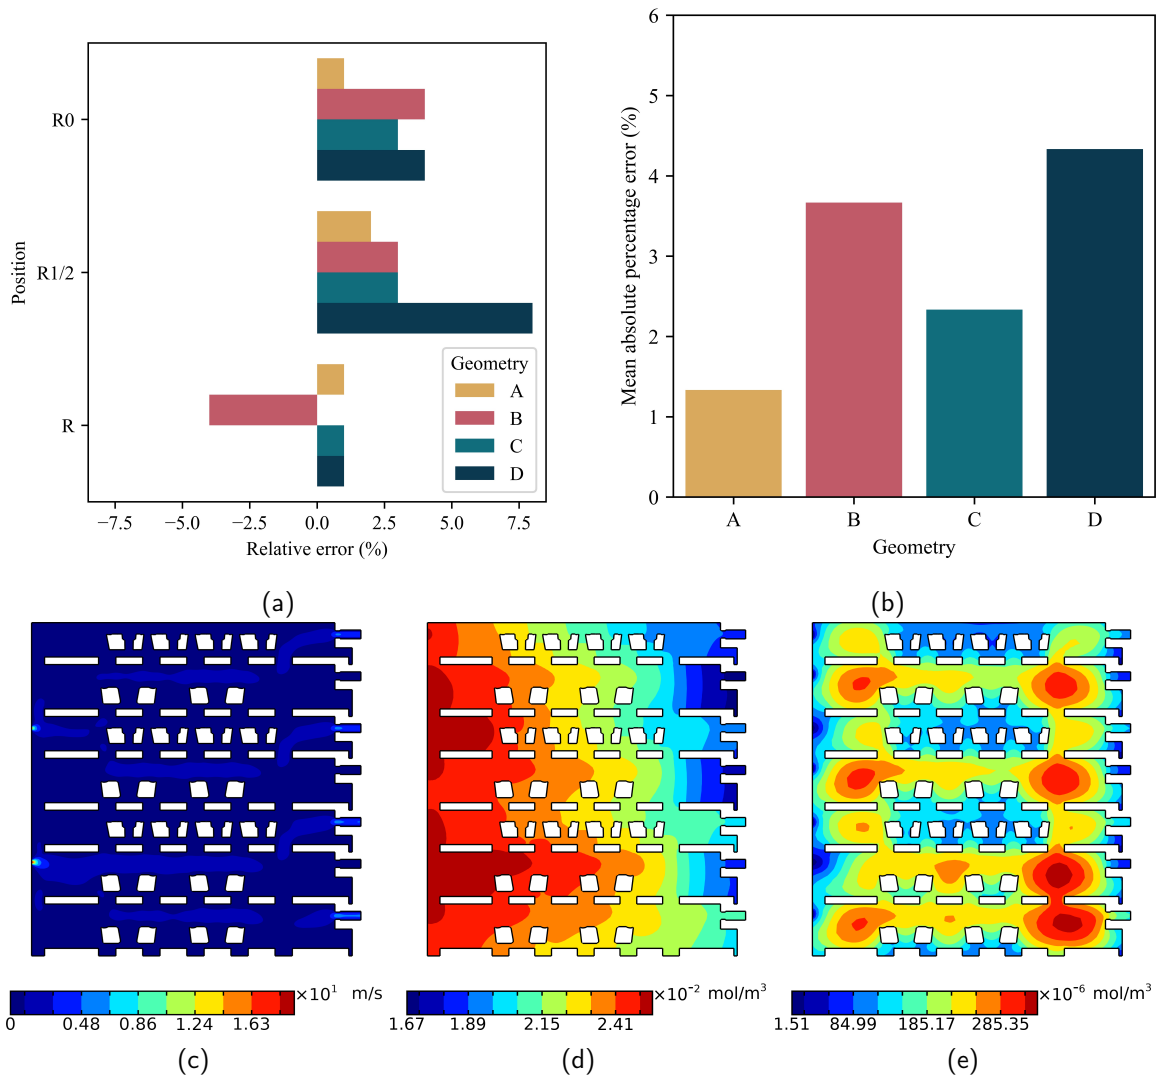 R0
R1/2
R
Position
−7.5
−5.0
−2.5
0.0
2.5
5.0
7.5
Relative error (%)
Geometry
A
B
C
D
(a)
6
5
4
3
2
1
0
Mean absolute percentage error (%)
A
B
C
D
Geometry
(b)
×10¹ m/s
0 0.48 0.86 1.24 1.63
(c)
×10⁻² mol/m³
1.67 1.89 2.15 2.41
(d)
×10⁻⁶ mol/m³
1.51 84.99 185.17 285.35
(e)